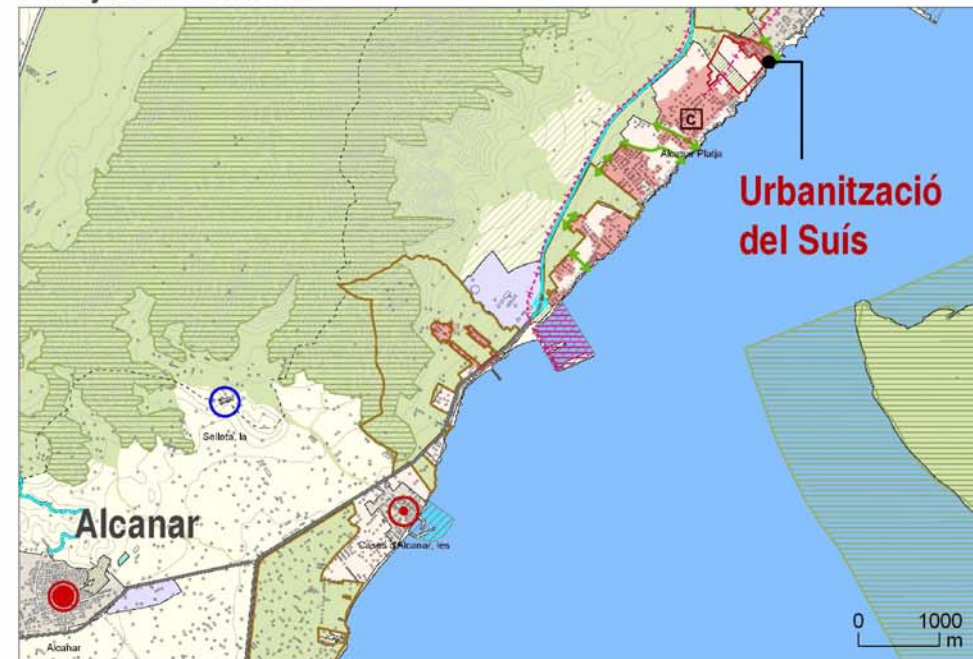 C
Alcanar Platja
Urbanització
del Suís
Selleta, la
Alcanar
Cases d'Alcanar, les
Alcanar
0 1000
m